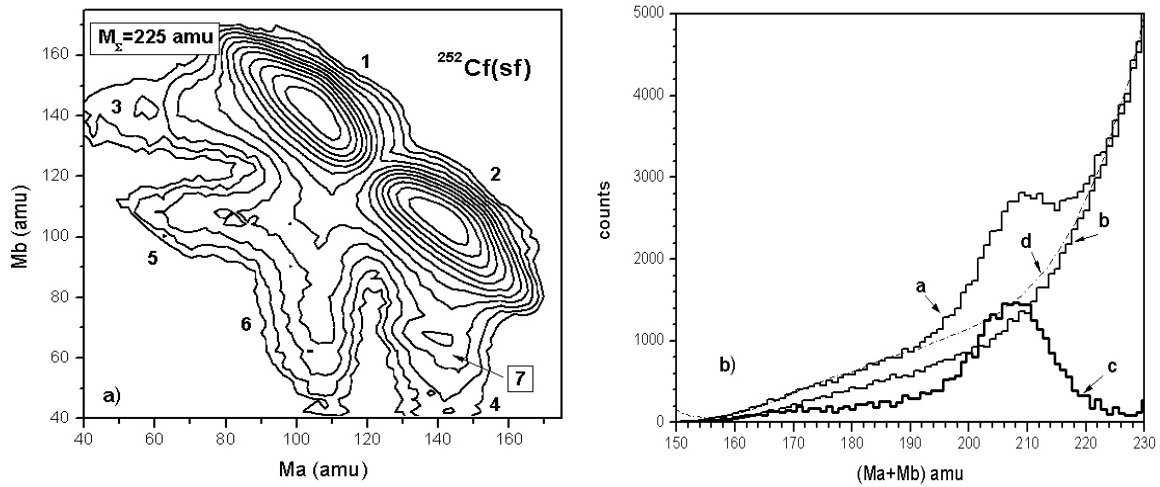 M_Σ=225 amu
²⁵²Cf(sf)
1
2
3
4
5
6
7
a)
160
140
120
100
80
60
40
40 60 80 100 120 140 160
Mb (amu)
Ma (amu)
5000
4000
3000
2000
1000
0
150 160 170 180 190 200 210 220 230
counts
(Ma+Mb) amu
a
d
b
c
b)